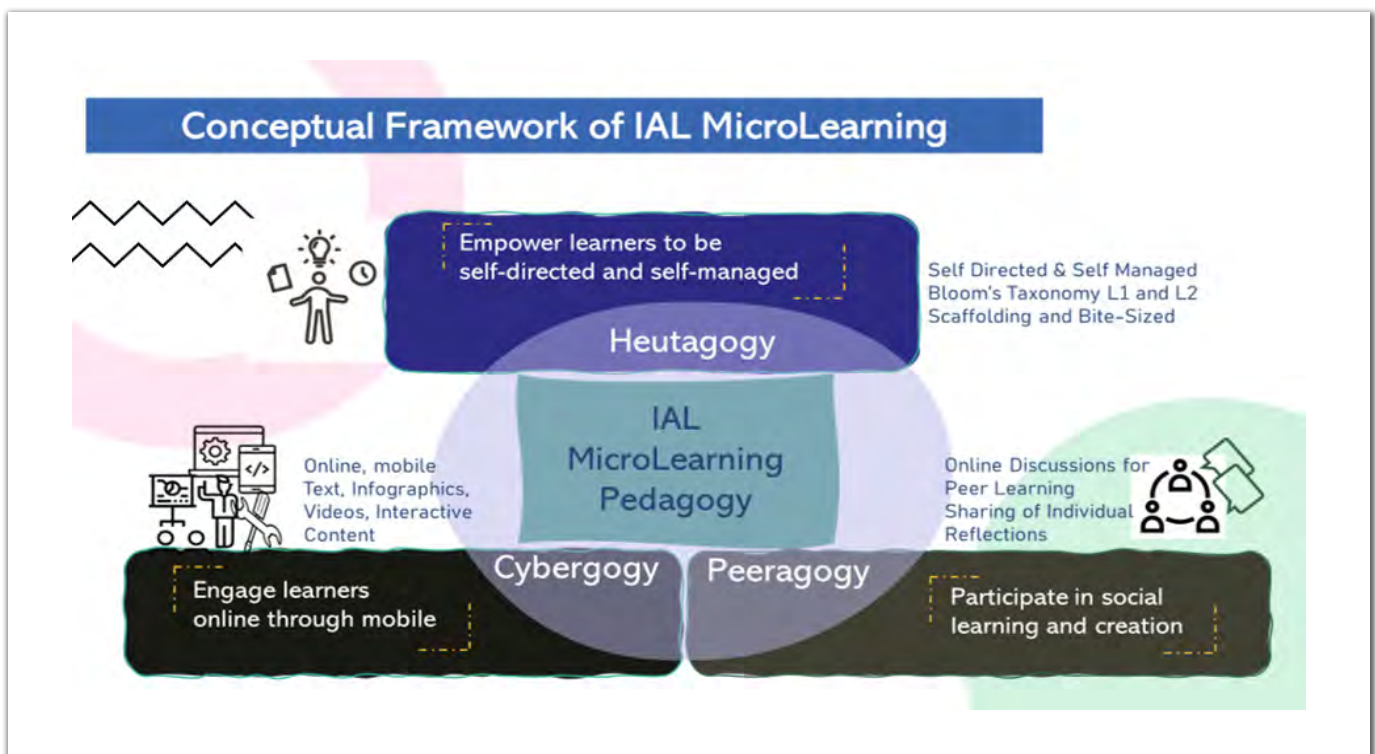 Conceptual Framework of IAL MicroLearning
Empower learners to be
self-directed and self-managed
Self Directed & Self Managed
Bloom's Taxonomy L1 and L2
Scaffolding and Bite-Sized
Heutagogy
IAL
MicroLearning
Pedagogy
Online, mobile
Text, Infographics,
Videos, Interactive
Content
Online Discussions for
Peer Learning
Sharing of Individual
Reflections
Cybergogy
Peeragogy
Engage learners
online through mobile
Participate in social
learning and creation